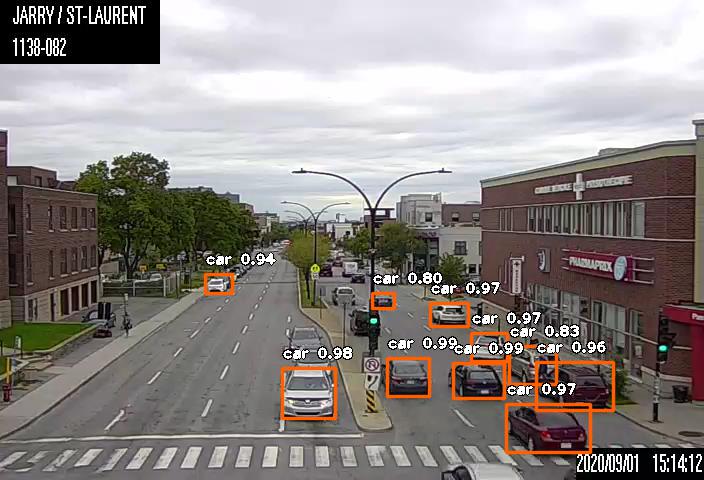 JARRY / ST-LAURENT
1138-082
car 0.94
car 0.80
car 0.97
car 0.97
car 0.83
car 0.99
car 0.99
car 0.96
car 0.98
car 0.97
PHARMAPRIX
2020/09/01 15:14:12